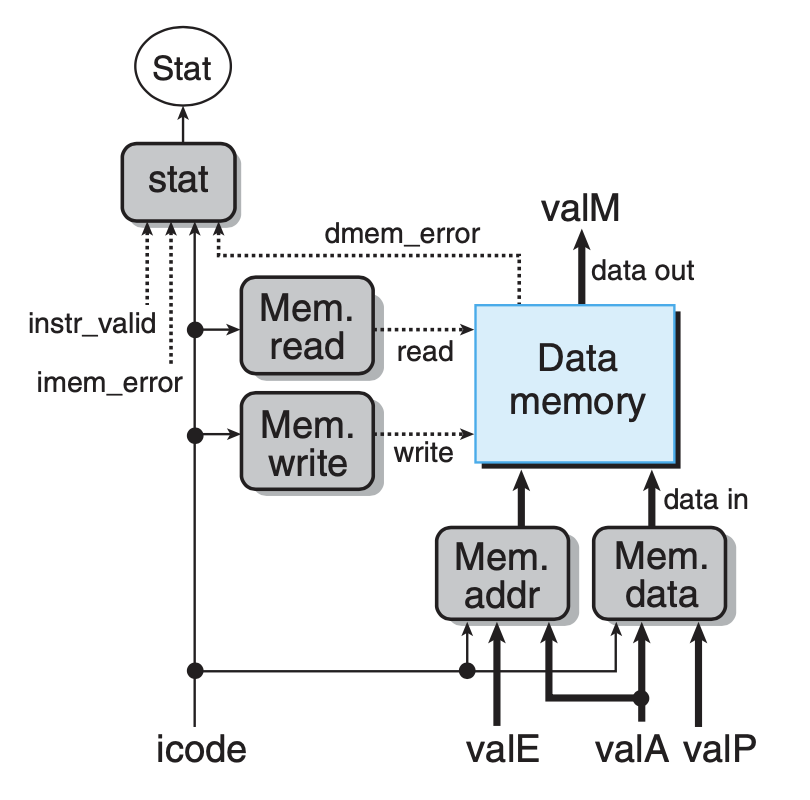 Stat
stat
valM
dmem_error
data out
instr_valid
Mem.
read
read
Data
memory
imem_error
Mem.
write
write
data in
Mem.
addr
Mem.
data
icode
valE
valA
valP